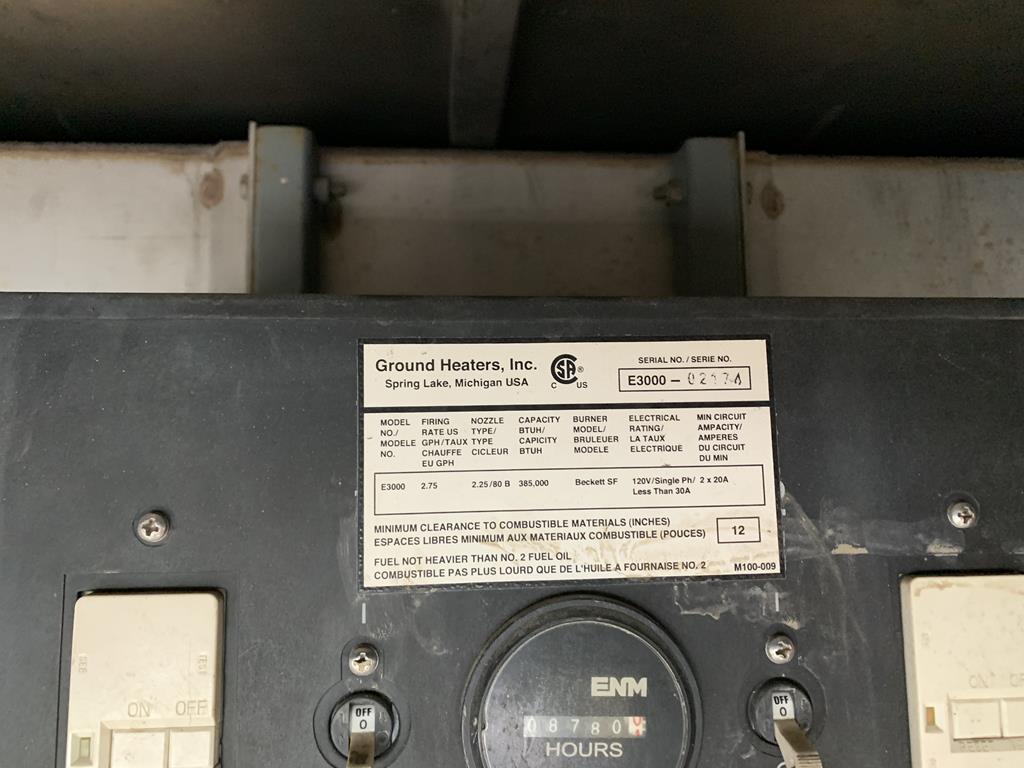 Ground Heaters, Inc.
Spring Lake, Michigan USA
CSA® C US
SERIAL NO. / SERIE NO.
E3000 –
MODEL NO./ MODELE NO.
FIRING RATE US GPH/TAUX CHAUFFE EU GPH
NOZZLE TYPE/ TYPE CICLEUR
CAPACITY BTUH/ CAPICITY BTUH
BURNER MODEL/ BRULEUER MODELE
ELECTRICAL RATING/ LA TAUX ELECTRIQUE
MIN CIRCUIT AMPACITY/ AMPERES DU CIRCUIT DU MIN
E3000 2.75 2.25/80 B 385,000 Beckett SF 120V/Single Ph/ 2 x 20A
Less Than 30A
MINIMUM CLEARANCE TO COMBUSTIBLE MATERIALS (INCHES)
ESPACES LIBRES MINIMUM AUX MATERIAUX COMBUSTIBLE (POUCES)
12
FUEL NOT HEAVIER THAN NO. 2 FUEL OIL
COMBUSTIBLE PAS PLUS LOURD QUE DE L'HUILE A FOURNAISE NO. 2
M100-009
TEST
ON OFF
OFF
0
ENM
08780
HOURS
OFF
0
ON